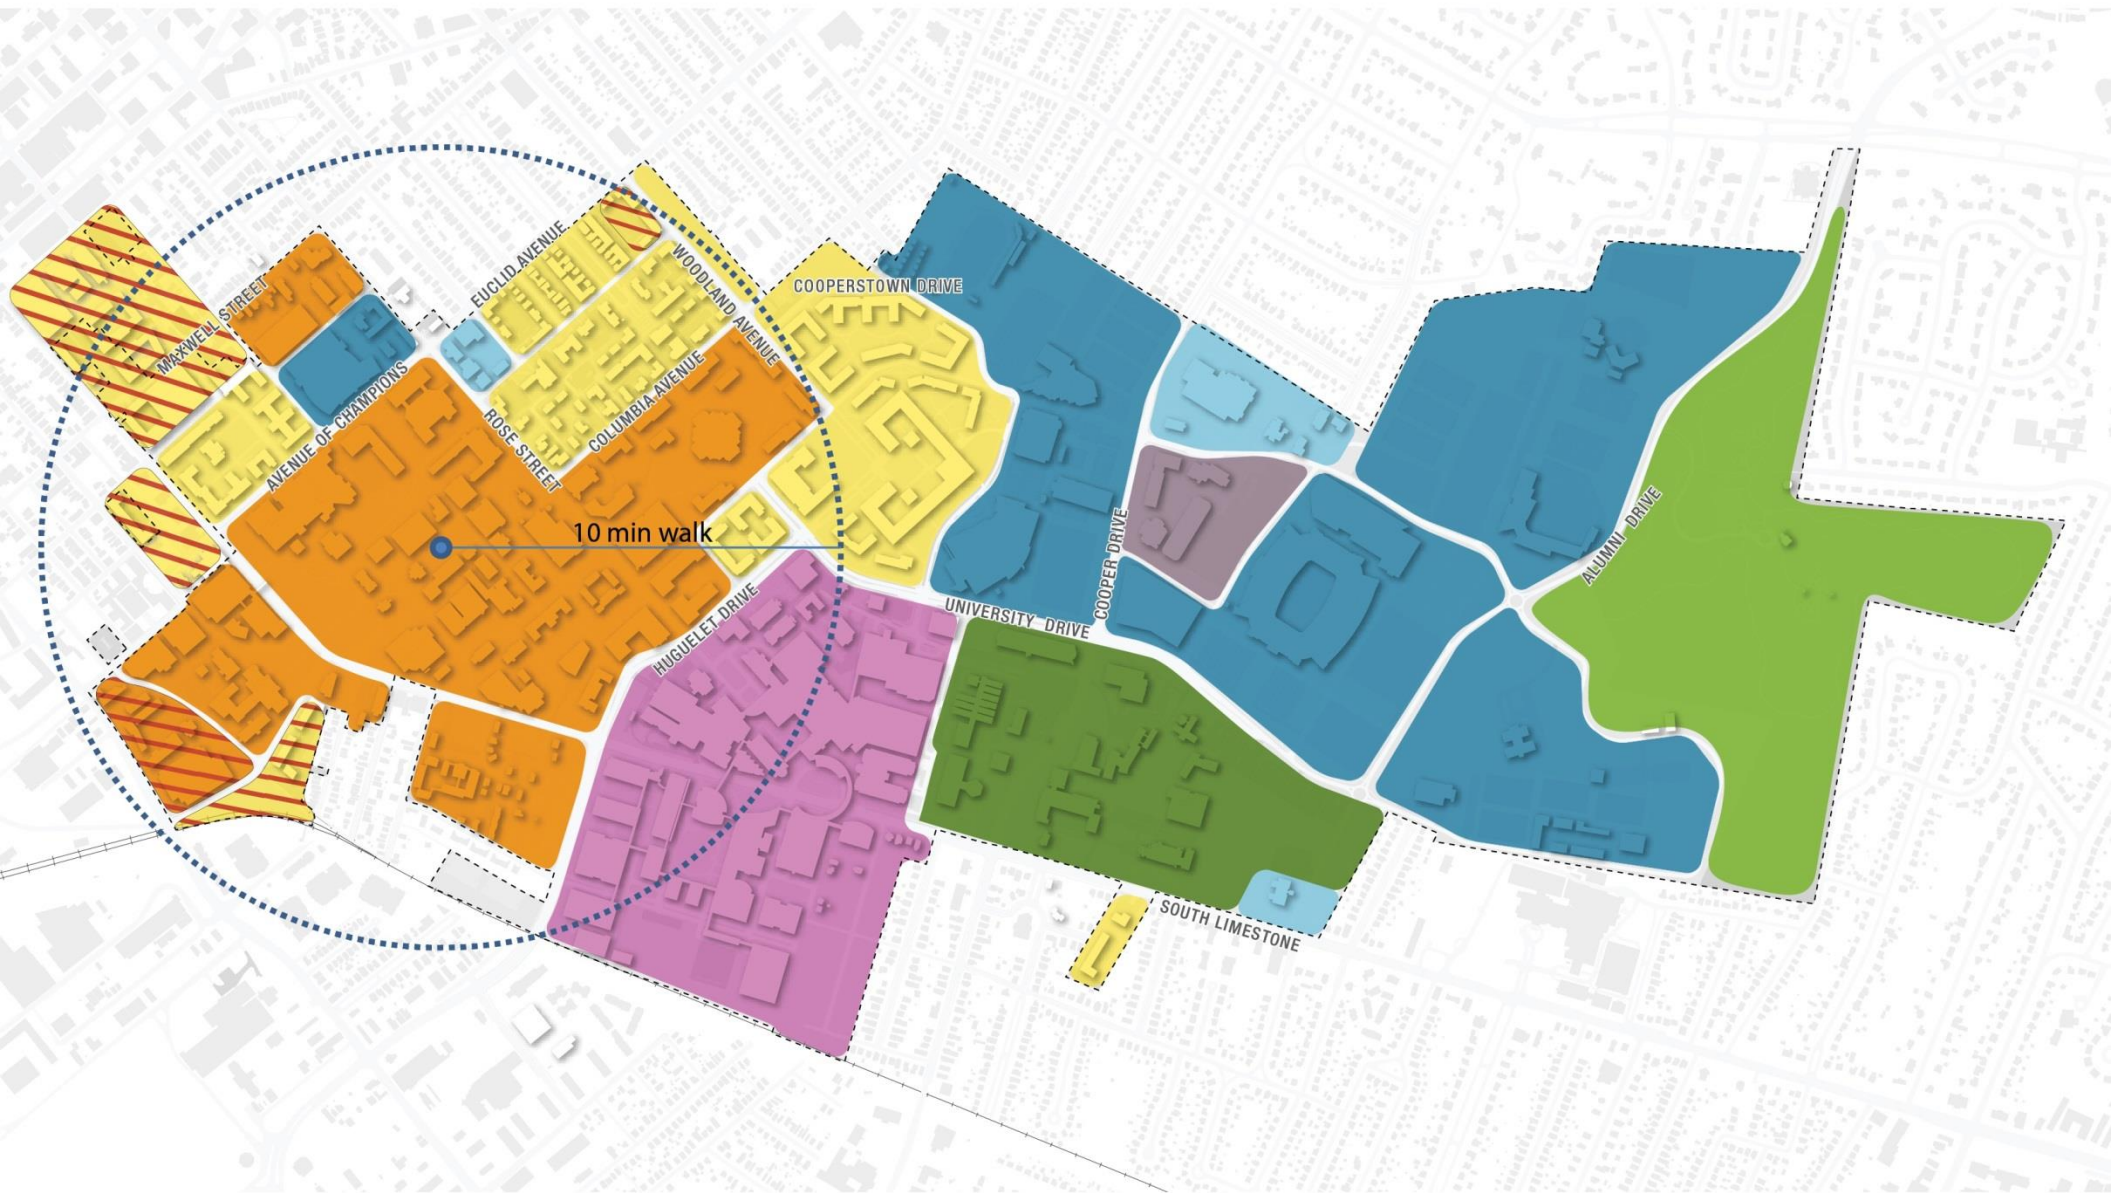 EUCLID AVENUE
WOODLAND AVENUE
COOPERSTOWN DRIVE
MAXWELL STREET
AVENUE OF CHAMPIONS
ROSE STREET
COLUMBIA AVENUE
10 min walk
HUGUELET DRIVE
UNIVERSITY DRIVE
COOPER DRIVE
ALUMNI DRIVE
SOUTH LIMESTONE